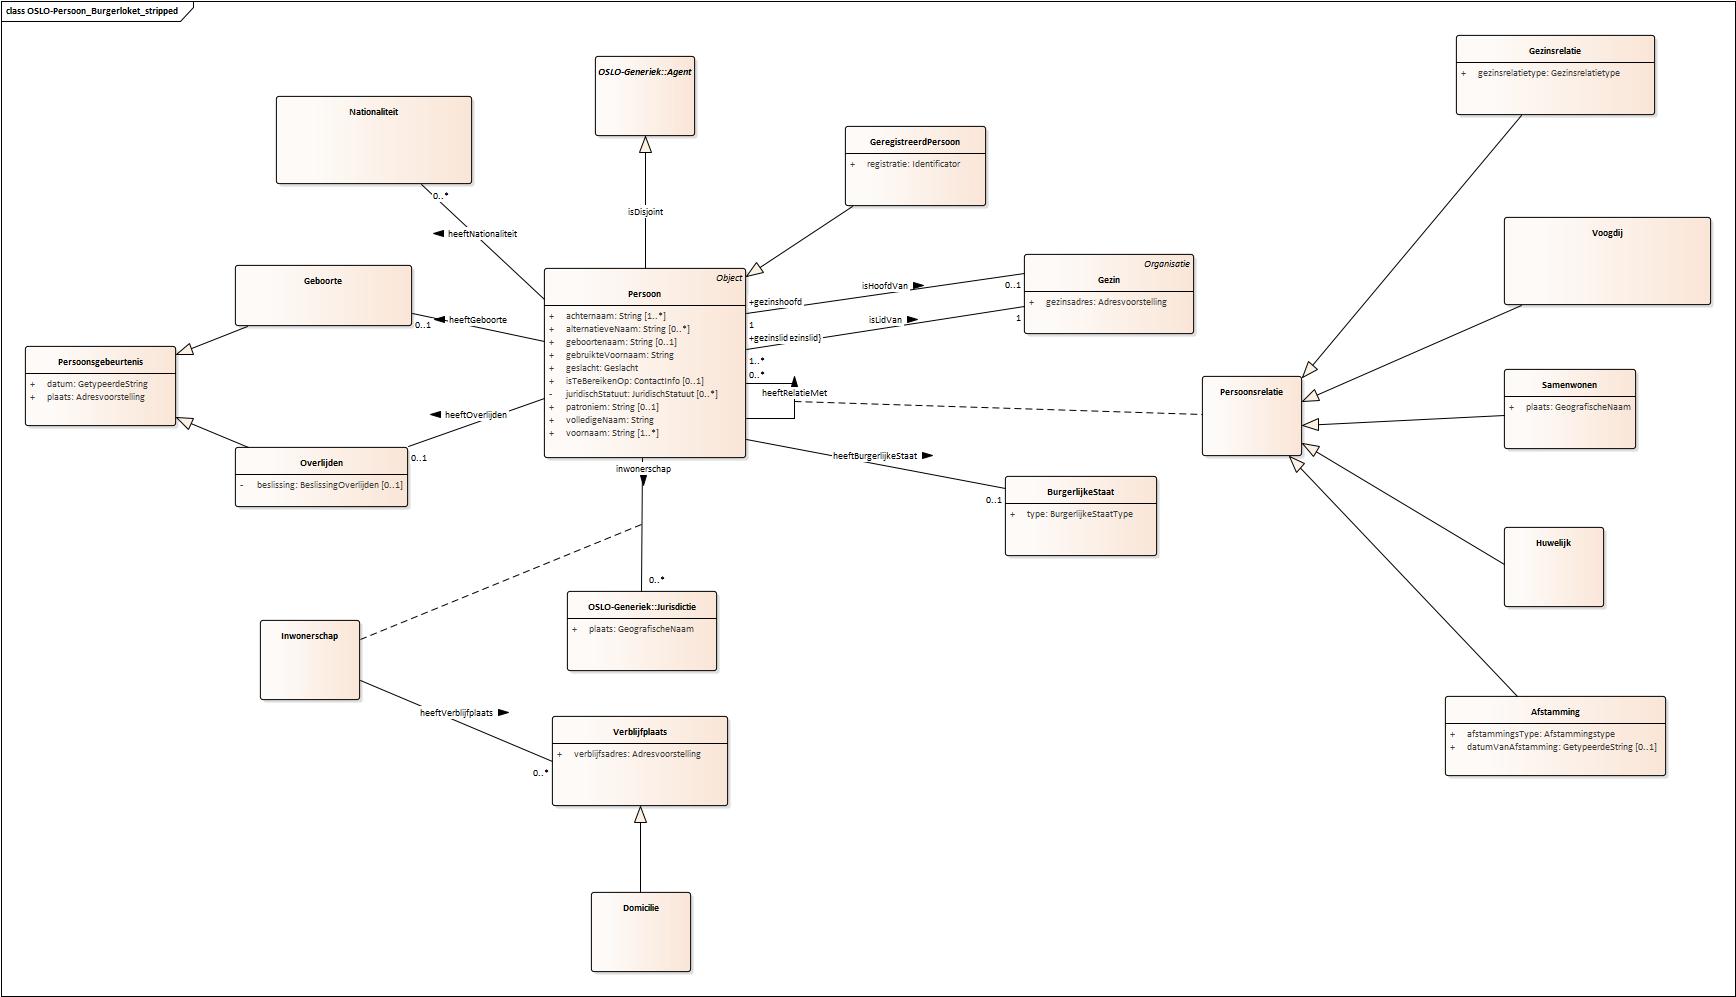 class OSLO-Persoon_Burgerloket_stripped
OSLO-Generiek::Agent
Nationaliteit
0..*
heeftNationaliteit
isDisjoint
GeregistreerdPersoon
+ registratie: Identificator
Geboorte
0..1
heeftGeboorte
Persoonsgebeurtenis
+ datum: GetypeerdeString
+ plaats: Adresvoorstelling
heeftOverlijden
0..1
Overlijden
- beslissing: BeslissingOverlijden [0..1]
Object
Persoon
+ achternaam: String [1..*]
+ alternatieveNaam: String [0..*]
+ geboortenaam: String [0..1]
+ gebruikteVoornaam: String
+ geslacht: Geslacht
+ isTeBereikenOp: ContactInfo [0..1]
- juridischStatuut: JuridischStatuut [0..*]
+ patroniem: String [0..1]
+ volledigeNaam: String
+ voornaam: String [1..*]
+gezinshoofd
1
isHoofdVan
0..1
+gezinslid ezinslid}
1..*
isLidVan
1
Organisatie
Gezin
+ gezinsadres: Adresvoorstelling
0..*
heeftRelatieMet
heeftBurgerlijkeStaat
0..1
BurgerlijkeStaat
+ type: BurgerlijkeStaatType
inwonerschap
0..*
OSLO-Generiek::Jurisdictie
+ plaats: GeografischeNaam
Inwonerschap
heeftVerblijfplaats
0..*
Verblijfplaats
+ verblijfsadres: Adresvoorstelling
Domicilie
Persoonsrelatie
Gezinsrelatie
+ gezinsrelatietype: Gezinsrelatietype
Voogdij
Samenwonen
+ plaats: GeografischeNaam
Huwelijk
Afstamming
+ afstammingsType: Afstammingstype
+ datumVanAfstamming: GetypeerdeString [0..1]